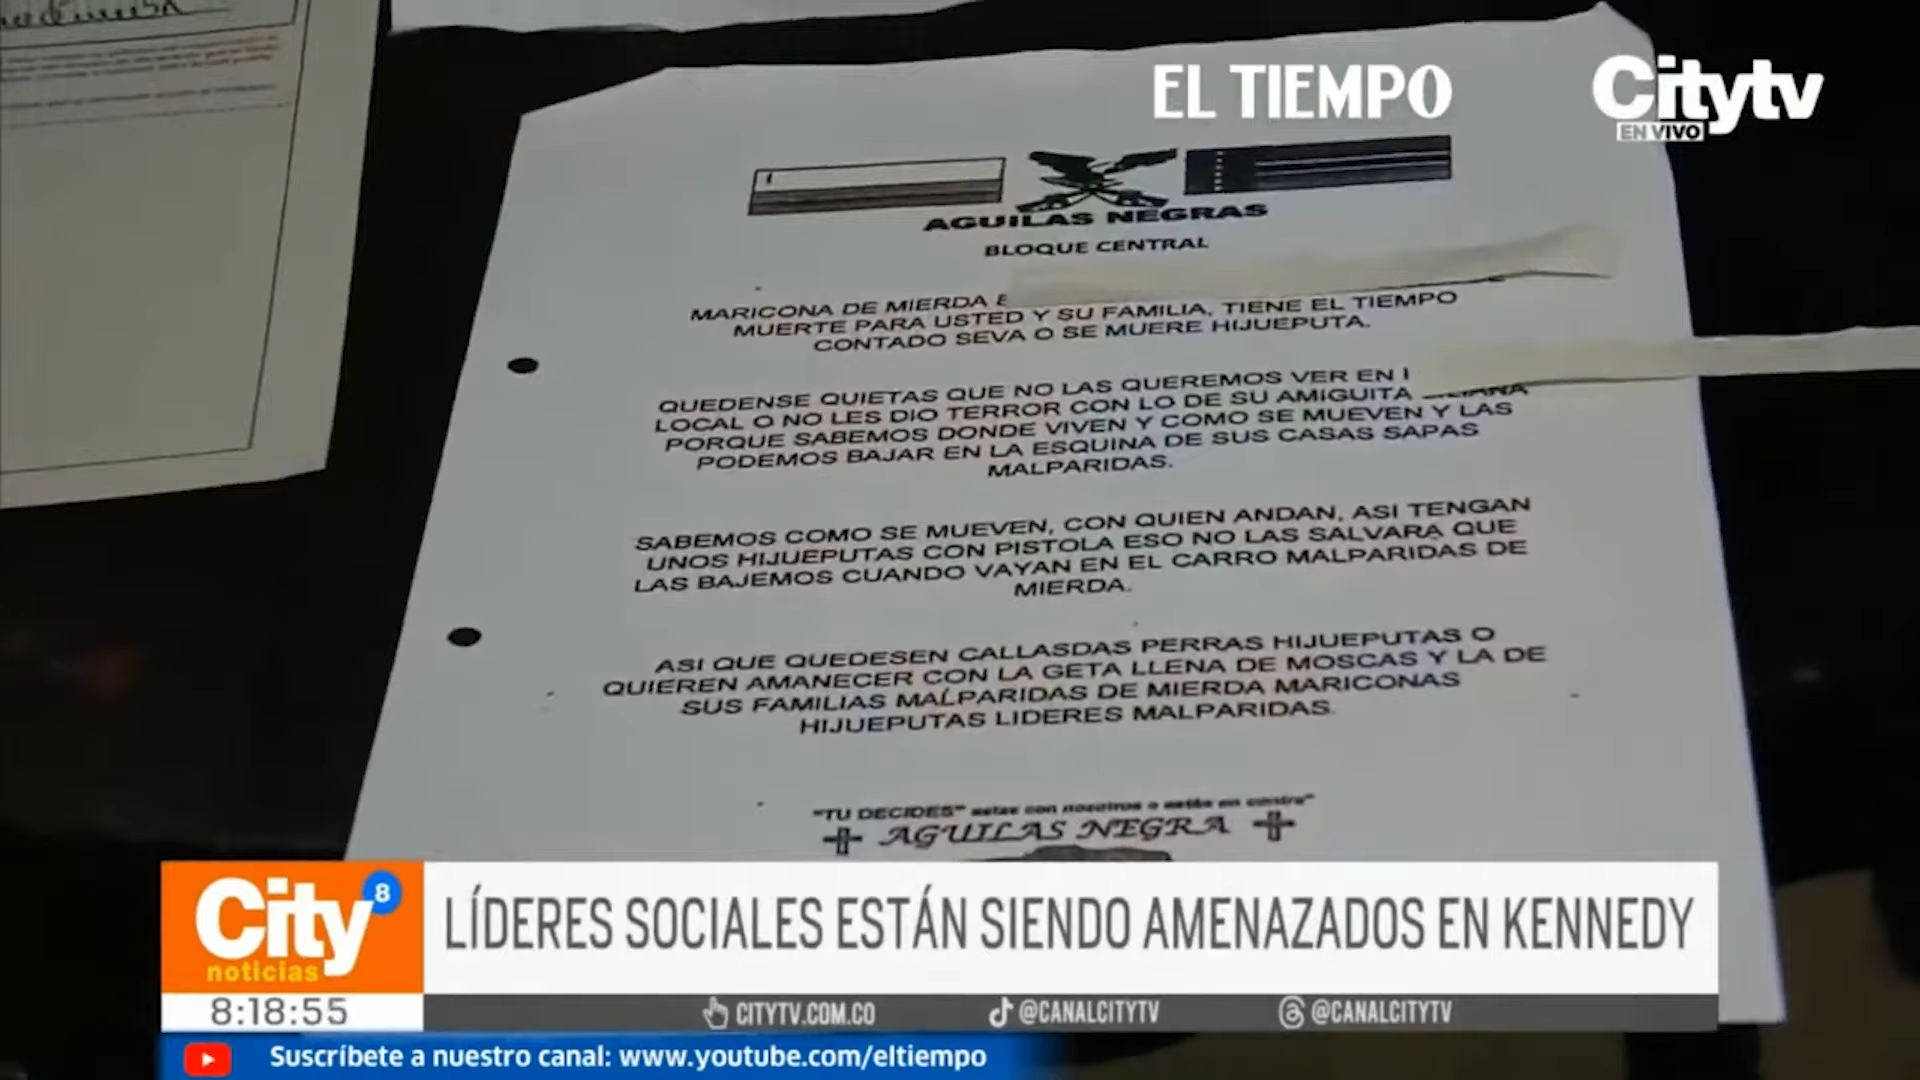 EL TIEMPO
Citytv
EN VIVO
AGUILAS NEGRAS
BLOQUE CENTRAL
MARICONA DE MIERDA
MUERTE PARA USTED Y SU FAMILIA, TIENE EL TIEMPO
CONTADO SEVA O SE MUERE HIJUEPUTA.
QUEDENSE QUIETAS QUE NO LAS QUEREMOS VER EN
LOCAL O NO LES DIO TERROR CON LO DE SU AMIGUITA
PORQUE SABEMOS DONDE VIVEN Y COMO SE MUEVEN Y LAS
PODEMOS BAJAR EN LA ESQUINA DE SUS CASAS SAPAS
MALPARIDAS.
SABEMOS COMO SE MUEVEN, CON QUIEN ANDAN, ASI TENGAN
UNOS HIJUEPUTAS CON PISTOLA ESO NO LAS SALVARA QUE
LAS BAJEMOS CUANDO VAYAN EN EL CARRO MALPARIDAS DE
MIERDA.
ASI QUE QUEDESEN CALLASDAS PERRAS HIJUEPUTAS O
QUIEREN AMANECER CON LA GETA LLENA DE MOSCAS Y LA DE
SUS FAMILIAS MALPARIDAS DE MIERDA MARICONAS
HIJUEPUTAS LIDERES MALPARIDAS.
"TU DECIDES" estas con nosotros o estás en contra"
AGUILAS NEGRA
City 8
noticias
LÍDERES SOCIALES ESTÁN SIENDO AMENAZADOS EN KENNEDY
8:18:55
CITYTV.COM.CO
@CANALCITYTV
@CANALCITYTV
Suscríbete a nuestro canal: www.youtube.com/eltiempo